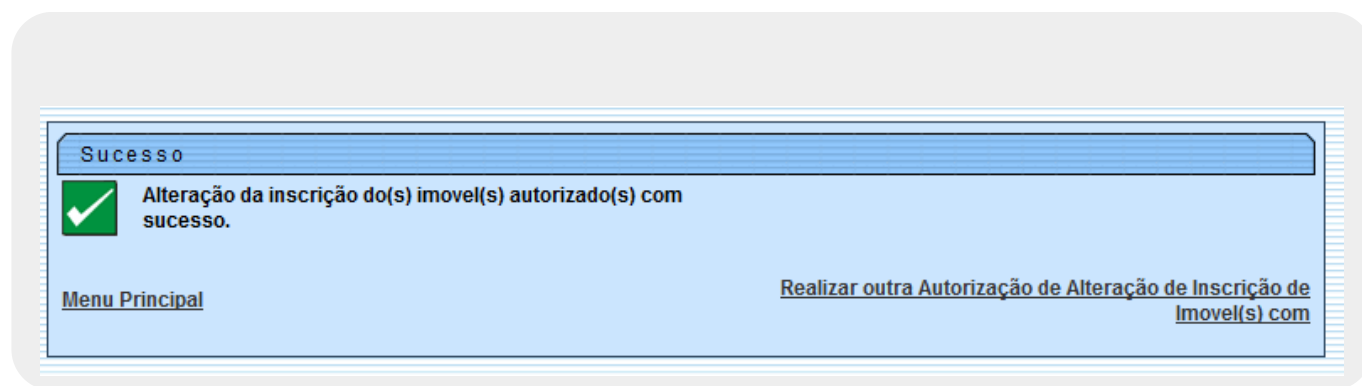 Sucesso
Alteração da inscrição do(s) imovel(s) autorizado(s) com
sucesso.
Menu Principal
Realizar outra Autorização de Alteração de Inscrição de
Imovel(s) com